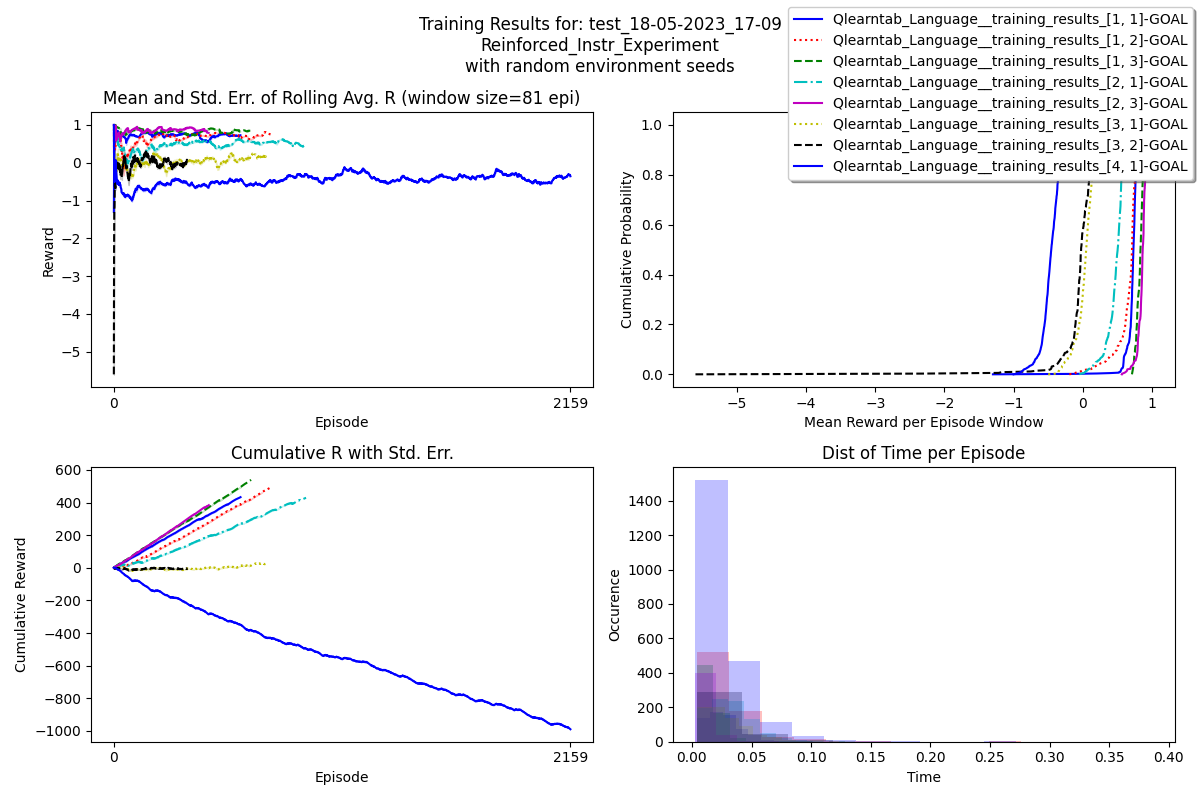 Training Results for: test_18-05-2023_17-09
Reinforced_Instr_Experiment
with random environment seeds
Qlearntab_Language__training_results_[1, 1]-GOAL
Qlearntab_Language__training_results_[1, 2]-GOAL
Qlearntab_Language__training_results_[1, 3]-GOAL
Qlearntab_Language__training_results_[2, 1]-GOAL
Qlearntab_Language__training_results_[2, 3]-GOAL
Qlearntab_Language__training_results_[3, 1]-GOAL
Qlearntab_Language__training_results_[3, 2]-GOAL
Qlearntab_Language__training_results_[4, 1]-GOAL
Mean and Std. Err. of Rolling Avg. R (window size=81 epi)
Reward
1
0
−1
−2
−3
−4
−5
0 2159
Episode
Cumulative Probability
1.0
0.8
0.6
0.4
0.2
0.0
−5 −4 −3 −2 −1 0 1
Mean Reward per Episode Window
Cumulative R with Std. Err.
Cumulative Reward
600
400
200
0
−200
−400
−600
−800
−1000
0 2159
Episode
Dist of Time per Episode
Occurence
1400
1200
1000
800
600
400
200
0
0.00 0.05 0.10 0.15 0.20 0.25 0.30 0.35 0.40
Time